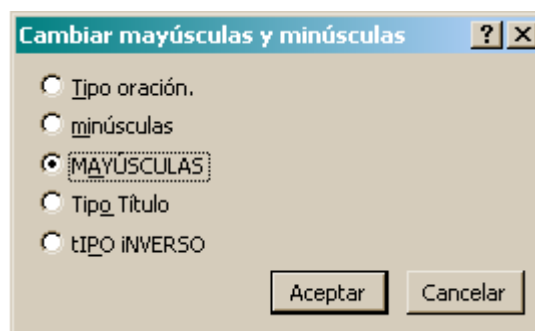 Cambiar mayúsculas y minúsculas ? X
Tipo oración.
minúsculas
MAYÚSCULAS
Tipo Título
tIPO iNVERSO
Aceptar Cancelar